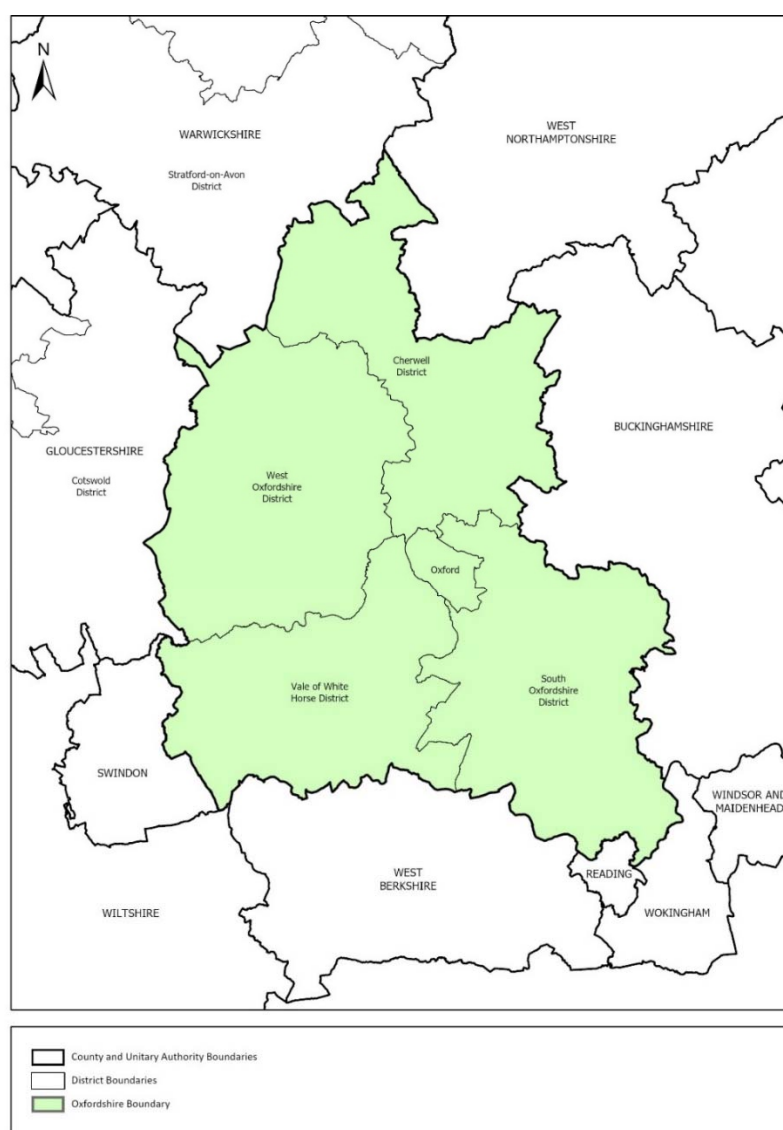 N
WARWICKSHIRE
Stratford-on-Avon
District
WEST
NORTHAMPTONSHIRE
Cherwell
District
BUCKINGHAMSHIRE
GLOUCESTERSHIRE
Cotswold
District
West
Oxfordshire
District
Oxford
Vale of White
Horse District
South
Oxfordshire
District
SWINDON
WINDSOR AND
MAIDENHEAD
WEST
BERKSHIRE
READING
WILTSHIRE
WOKINGHAM
County and Unitary Authority Boundaries
District Boundaries
Oxfordshire Boundary